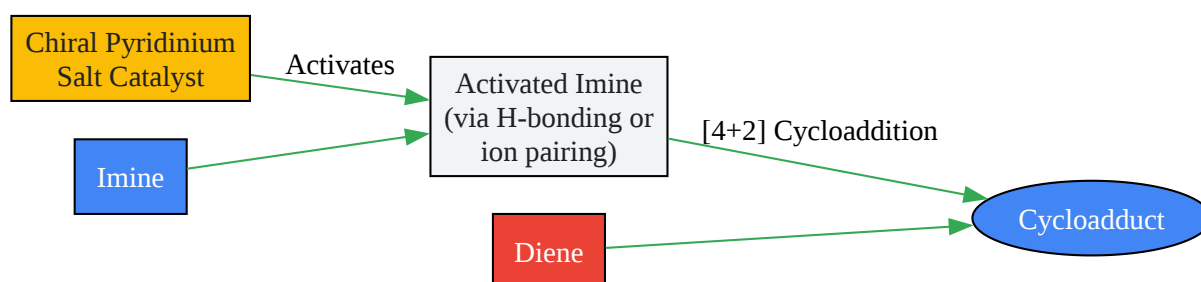 Chiral Pyridinium
Salt Catalyst
Activates
Imine
Activated Imine
(via H-bonding or
ion pairing)
[4+2] Cycloaddition
Diene
Cycloadduct